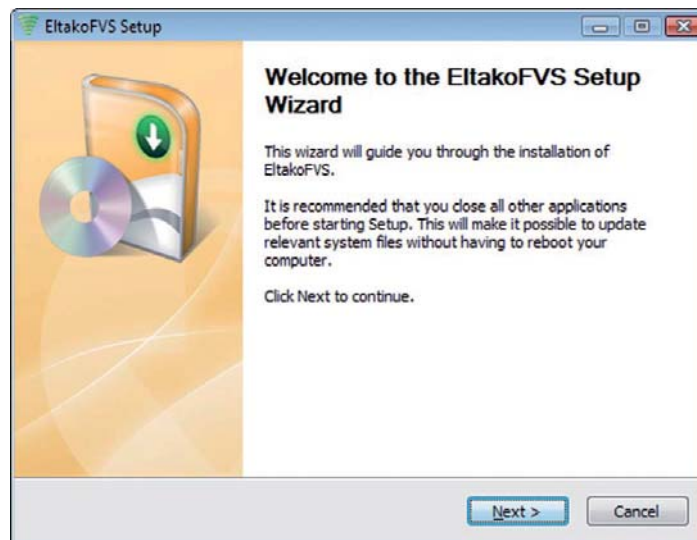 EltakoFVS Setup
Welcome to the EltakoFVS Setup
Wizard
This wizard will guide you through the installation of
EltakoFVS.
It is recommended that you close all other applications
before starting Setup. This will make it possible to update
relevant system files without having to reboot your
computer.
Click Next to continue.
Next >
Cancel